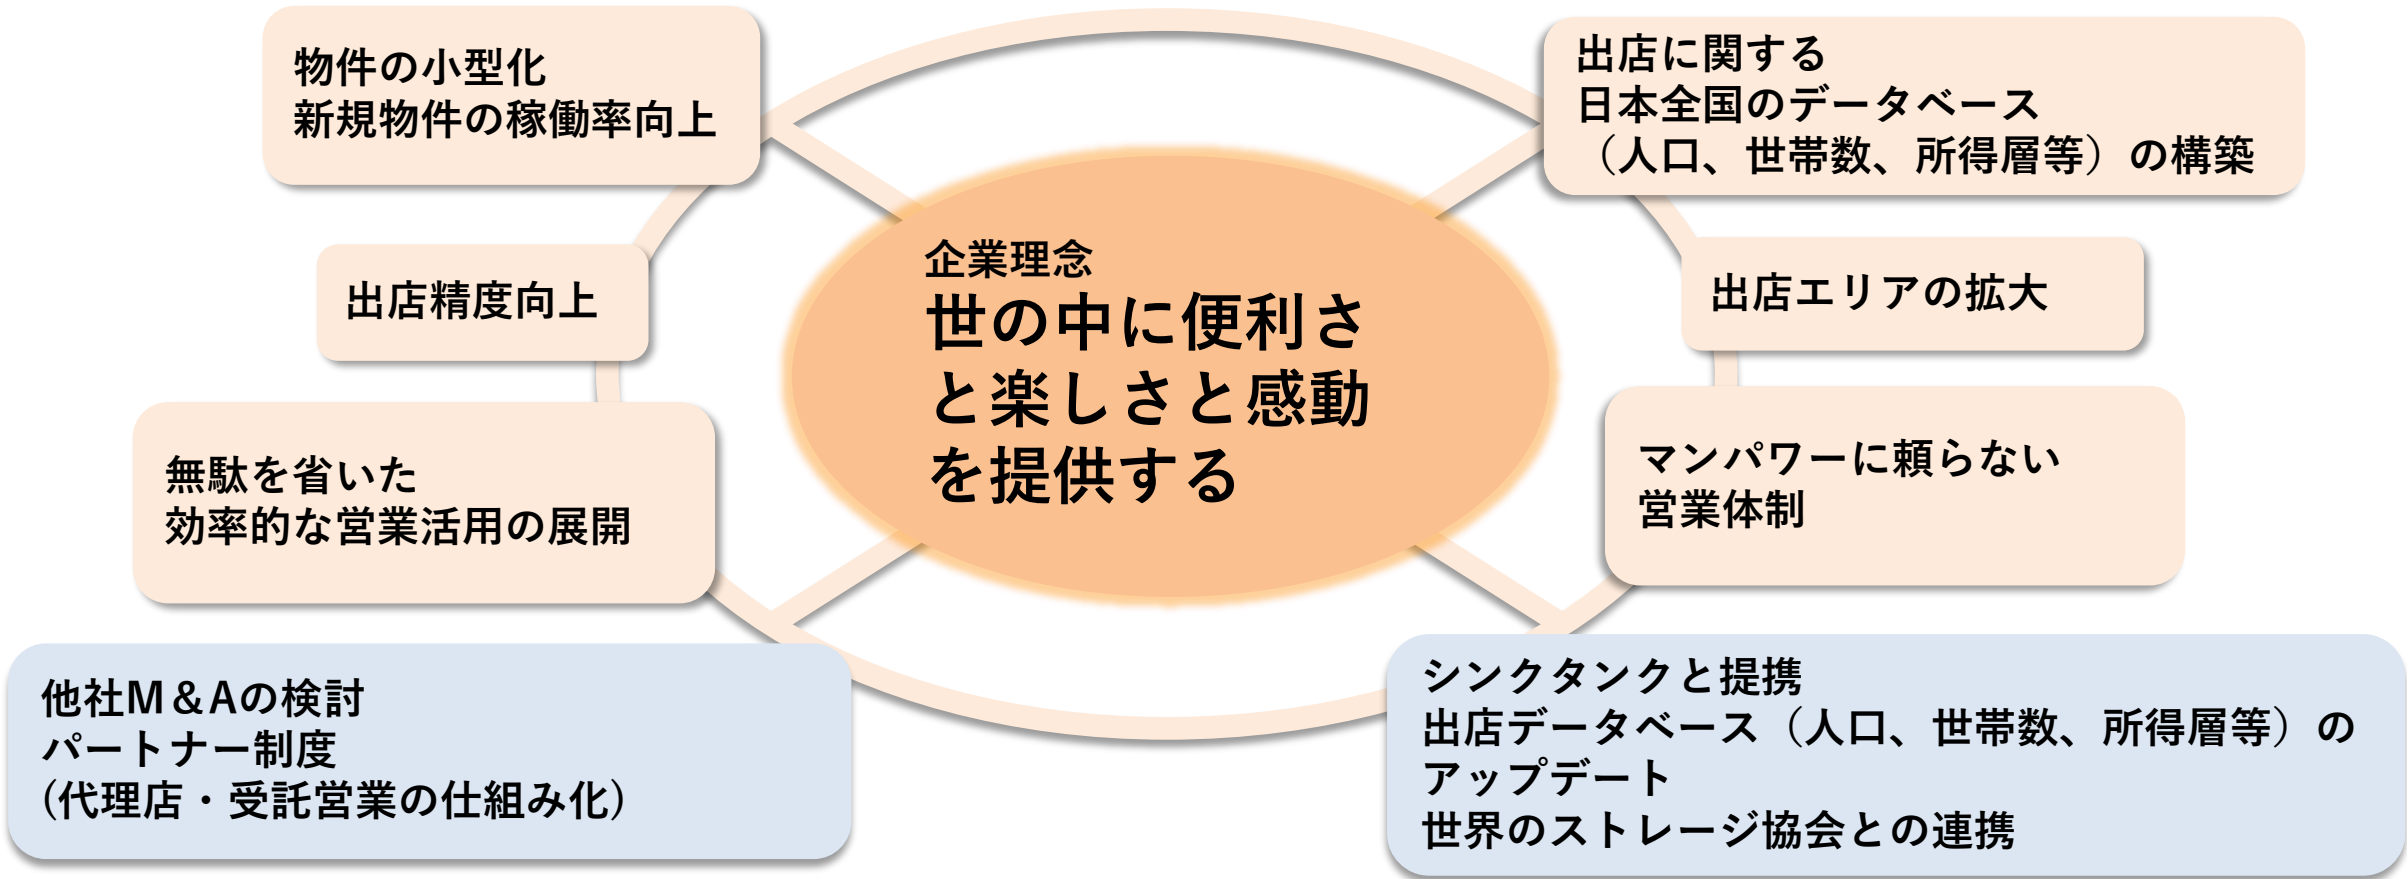 物件の小型化
新規物件の稼働率向上
出店に関する
日本全国のデータベース
（人口、世帯数、所得層等）の構築
出店精度向上
企業理念
世の中に便利さ
と楽しさと感動
を提供する
出店エリアの拡大
無駄を省いた
効率的な営業活用の展開
マンパワーに頼らない
営業体制
他社M＆Aの検討
パートナー制度
(代理店・受託営業の仕組み化)
シンクタンクと提携
出店データベース（人口、世帯数、所得層等）の
アップデート
世界のストレージ協会との連携